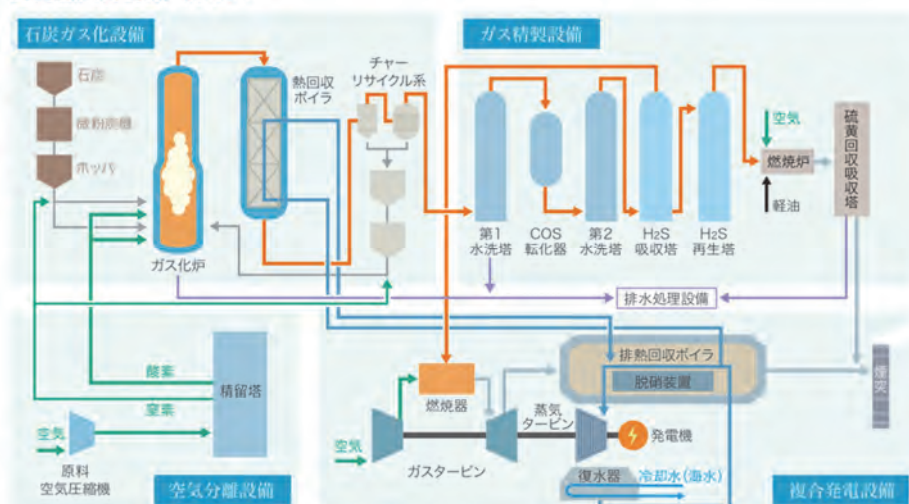 石炭ガス化設備
石炭
微粉炭機
ホッパ
ガス化炉
熱回収
ボイラ
チャー
リサイクル系
ガス精製設備
第1
水洗塔
COS
転化器
第2
水洗塔
H2S
吸収塔
H2S
再生塔
空気
燃焼炉
軽油
硫黄回収吸収塔
排水処理設備
酸素
窒素
精留塔
空気
原料
空気圧縮機
空気分離設備
燃焼器
空気
ガスタービン
蒸気
タービン
発電機
排熱回収ボイラ
脱硝装置
煙突
復水器
冷却水(海水)
複合発電設備